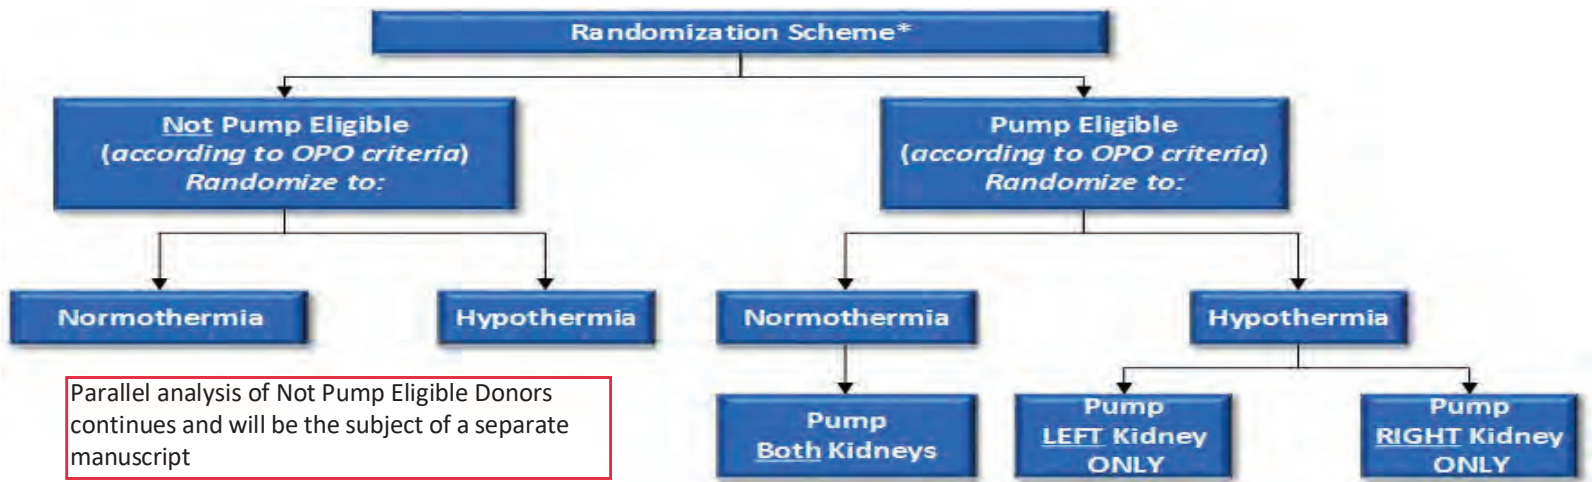 Randomization Scheme*
Not Pump Eligible
(according to OPO criteria)
Randomize to:
Pump Eligible
(according to OPO criteria)
Randomize to:
Normothermia
Hypothermia
Normothermia
Hypothermia
Parallel analysis of Not Pump Eligible Donors
continues and will be the subject of a separate
manuscript
Pump
Both Kidneys
Pump
LEFT Kidney
ONLY
Pump
RIGHT Kidney
ONLY